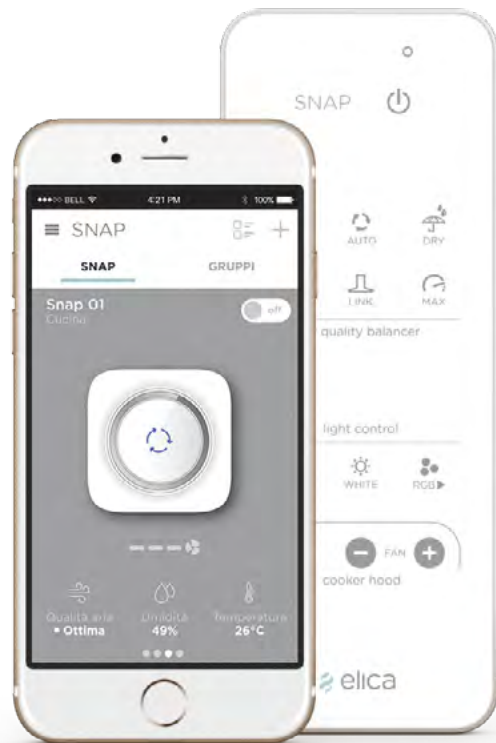 SNAP
AUTO
DRY
LINK
MAX
quality balancer
light control
WHITE
RGB
FAN
cooker hood
elica
BELL
4:21 PM
100%
SNAP
SNAP
GRUPPI
Snap 01
Cucina
off
Qualità aria
Umidità
Temperature
Ottima
49%
26°C